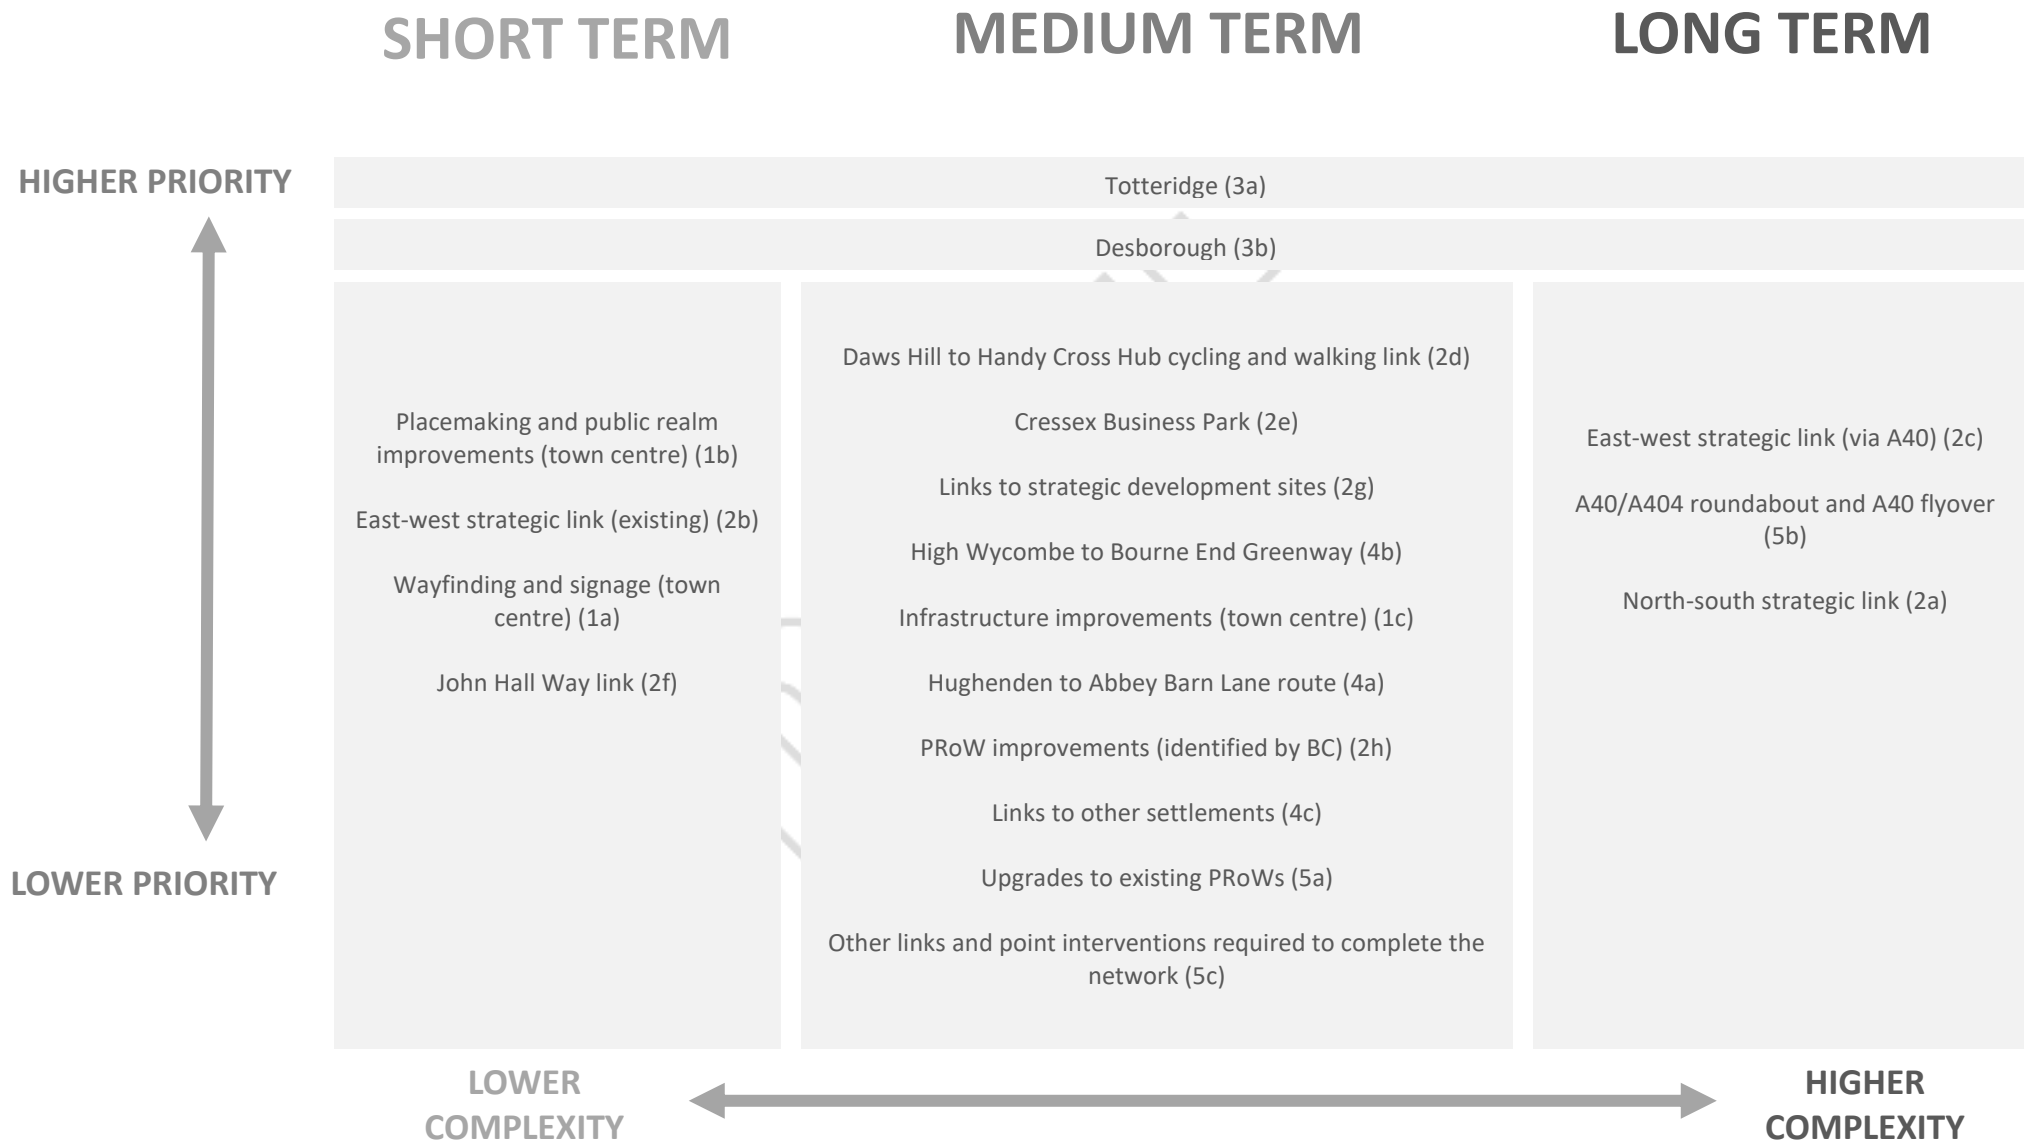 SHORT TERM
MEDIUM TERM
LONG TERM
HIGHER PRIORITY
Totteridge (3a)
Desborough (3b)
Placemaking and public realm
improvements (town centre) (1b)
East-west strategic link (existing) (2b)
Wayfinding and signage (town
centre) (1a)
John Hall Way link (2f)
Daws Hill to Handy Cross Hub cycling and walking link (2d)
Cressex Business Park (2e)
Links to strategic development sites (2g)
High Wycombe to Bourne End Greenway (4b)
Infrastructure improvements (town centre) (1c)
Hughenden to Abbey Barn Lane route (4a)
PRoW improvements (identified by BC) (2h)
Links to other settlements (4c)
Upgrades to existing PRoWs (5a)
Other links and point interventions required to complete the
network (5c)
East-west strategic link (via A40) (2c)
A40/A404 roundabout and A40 flyover
(5b)
North-south strategic link (2a)
LOWER PRIORITY
LOWER
COMPLEXITY
HIGHER
COMPLEXITY